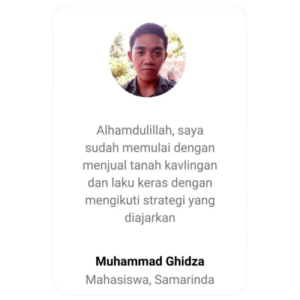 Alhamdulillah, saya
sudah memulai dengan
menjual tanah kavlingan
dan laku keras dengan
mengikuti strategi yang
diajarkan
Muhammad Ghidza
Mahasiswa, Samarinda